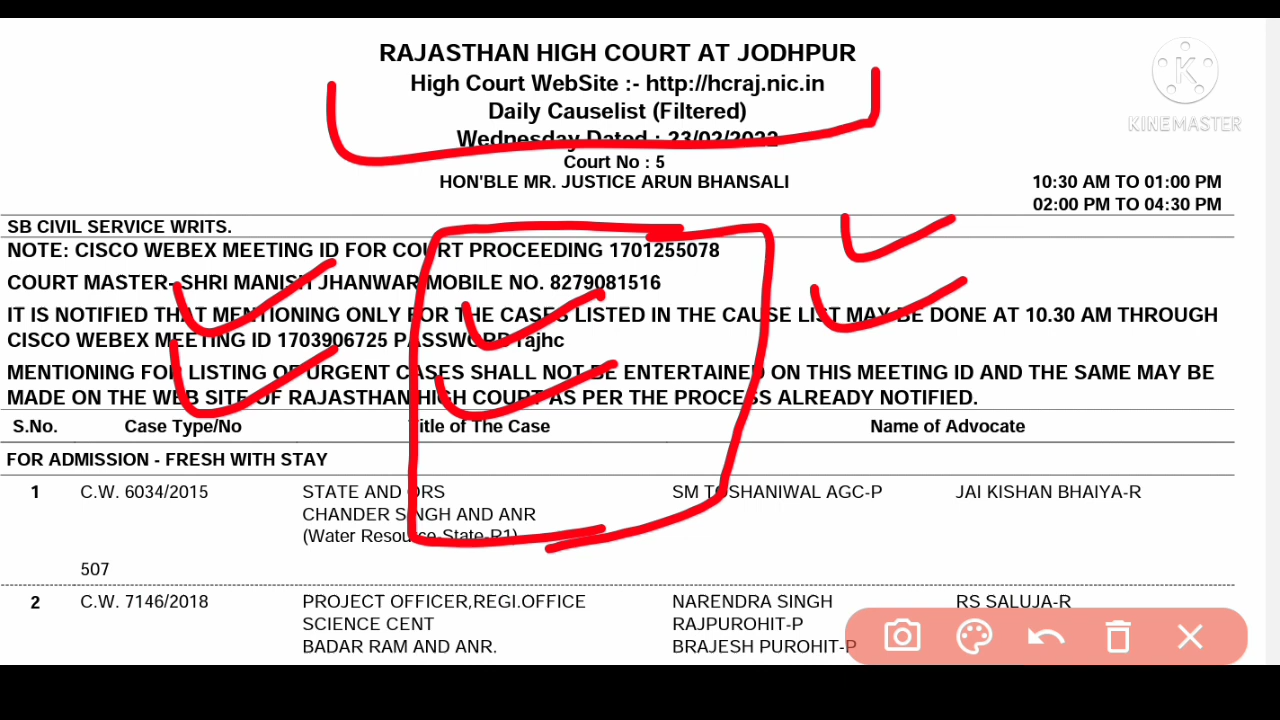 RAJASTHAN HIGH COURT AT JODHPUR
High Court WebSite :- http://hcraj.nic.in
Daily Causelist (Filtered)
Wednesday Dated : 23/02/2022
Court No : 5
HON'BLE MR. JUSTICE ARUN BHANSALI
10:30 AM TO 01:00 PM
02:00 PM TO 04:30 PM
K
KINEMASTER
SB CIVIL SERVICE WRITS.
NOTE: CISCO WEBEX MEETING ID FOR COURT PROCEEDING 1701255078
COURT MASTER- SHRI MANISH JHANWAR MOBILE NO. 8279081516
IT IS NOTIFIED THAT MENTIONING ONLY FOR THE CASES LISTED IN THE CAUSE LIST MAY BE DONE AT 10.30 AM THROUGH
CISCO WEBEX MEETING ID 1703906725 PASSWORD rajhc
MENTIONING FOR LISTING OF URGENT CASES SHALL NOT BE ENTERTAINED ON THIS MEETING ID AND THE SAME MAY BE
MADE ON THE WEB SITE OF RAJASTHAN HIGH COURT AS PER THE PROCESS ALREADY NOTIFIED.
S.No. Case Type/No Title of The Case Name of Advocate
FOR ADMISSION - FRESH WITH STAY
1 C.W. 6034/2015 STATE AND ORS SM TOSHANIWAL AGC-P JAI KISHAN BHAIYA-R
CHANDER SINGH AND ANR
(Water Resource-State-R1)
507
2 C.W. 7146/2018 PROJECT OFFICER,REGI.OFFICE NARENDRA SINGH RS SALUJA-R
SCIENCE CENT RAJPUROHIT-P
BADAR RAM AND ANR. BRAJESH PUROHIT-P